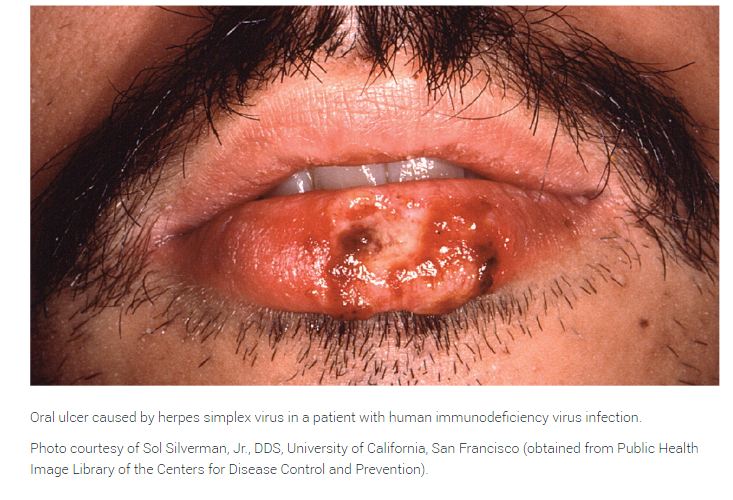 Oral ulcer caused by herpes simplex virus in a patient with human immunodeficiency virus infection.
Photo courtesy of Sol Silverman, Jr., DDS, University of California, San Francisco (obtained from Public Health
Image Library of the Centers for Disease Control and Prevention).